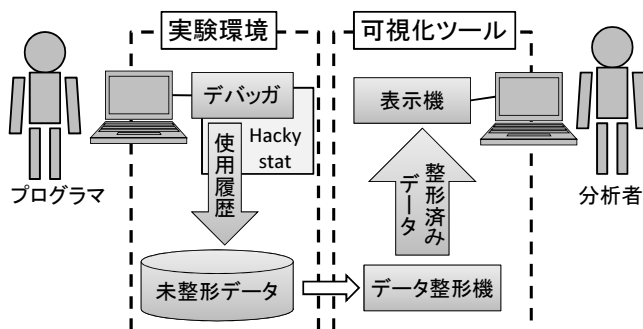 実験環境
可視化ツール
デバッガ
Hacky
stat
使用履歴
プログラマ
未整形データ
表示機
整形済み
データ
データ整形機
分析者